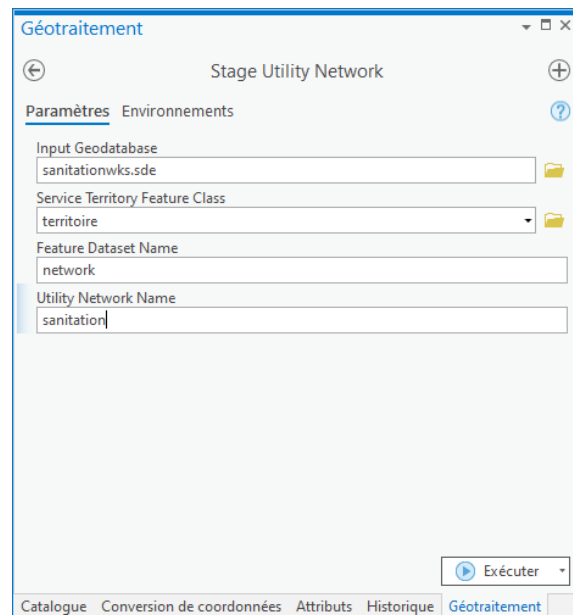 Géotraitement
Stage Utility Network
Paramètres Environnements
Input Geodatabase
sanitationwks.sde
Service Territory Feature Class
territoire
Feature Dataset Name
network
Utility Network Name
sanitation
Exécuter
Catalogue Conversion de coordonnées Attributs Historique Géotraitement